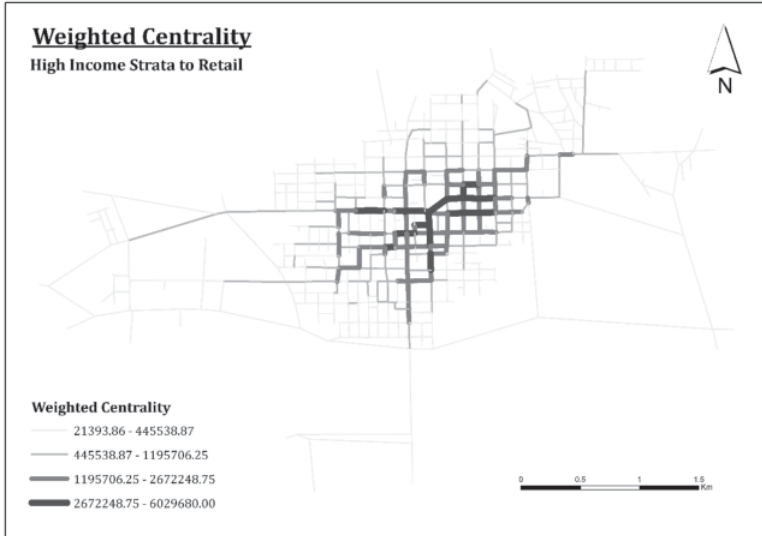 Weighted Centrality
High Income Strata to Retail
N
Weighted Centrality
21393.86 - 445538.87
445538.87 - 1195706.25
1195706.25 - 2672248.75
2672248.75 - 6029680.00
0 0.5 1 1.5
Km